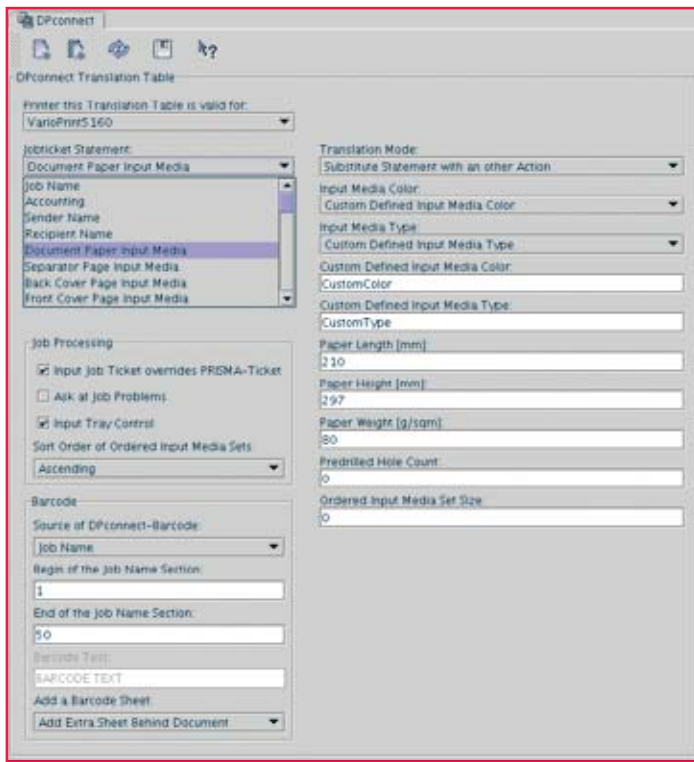 DPconnect
DPconnect Translation Table
Printer this Translation Table is valid for:
VarioPrint5160
Jobticket Statement:
Document Paper Input Media
Job Name
Accounting
Sender Name
Recipient Name
Document Paper Input Media
Separator Page Input Media
Back Cover Page Input Media
Front Cover Page Input Media
Job Processing
Input Job Ticket overrides PRISMA-Ticket
Ask at Job Problems
Input Tray Control
Sort Order of Ordered Input Media Sets
Ascending
Barcode
Source of DPconnect-Barcode:
Job Name
Begin of the Job Name Section:
1
End of the Job Name Section:
50
Barcode Text:
BARCODE TEXT
Add a Barcode Sheet:
Add Extra Sheet Behind Document
Translation Mode:
Substitute Statement with an other Action
Input Media Color:
Custom Defined Input Media Color
Input Media Type
Custom Defined Input Media Type
Custom Defined Input Media Color:
CustomColor
Custom Defined Input Media Type:
CustomType
Paper Length [mm]:
210
Paper Height [mm]:
297
Paper Weight [g/sqm]:
80
Predrilled Hole Count:
0
Ordered Input Media Set Size:
0